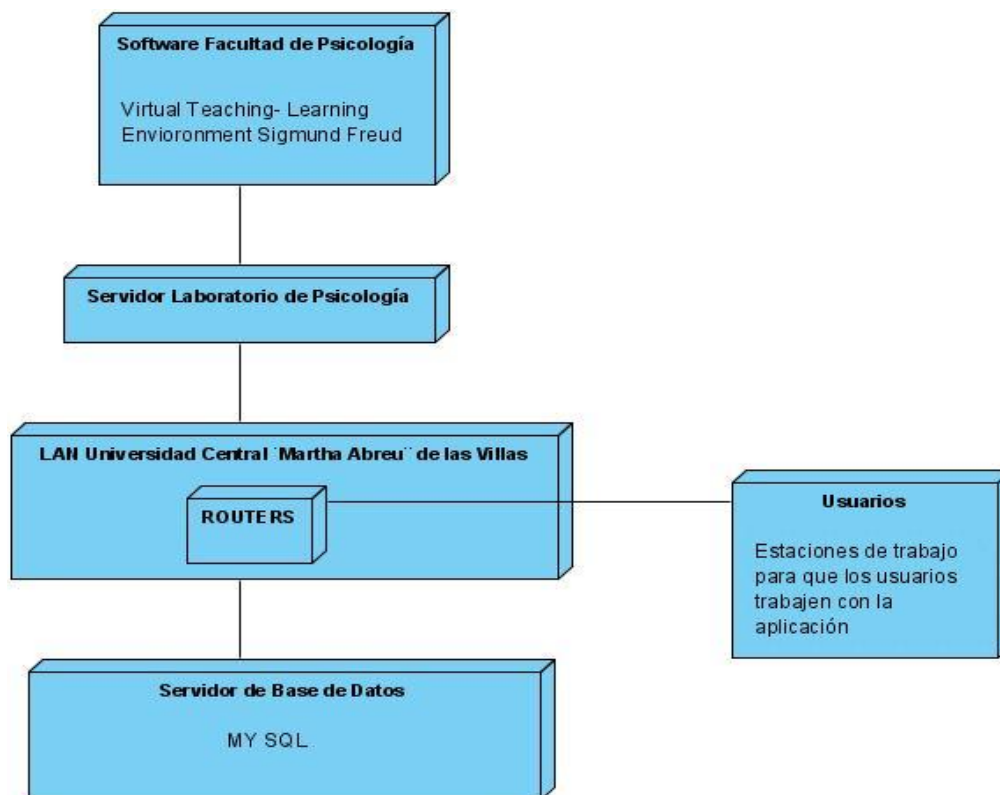 Software Facultad de Psicología
Virtual Teaching- Learning
Envioronment Sigmund Freud
Servidor Laboratorio de Psicología
LAN Universidad Central ¨Martha Abreu¨ de las Villas
ROUTERS
Usuarios
Estaciones de trabajo
para que los usuarios
trabajen con la
aplicación
Servidor de Base de Datos
MY SQL